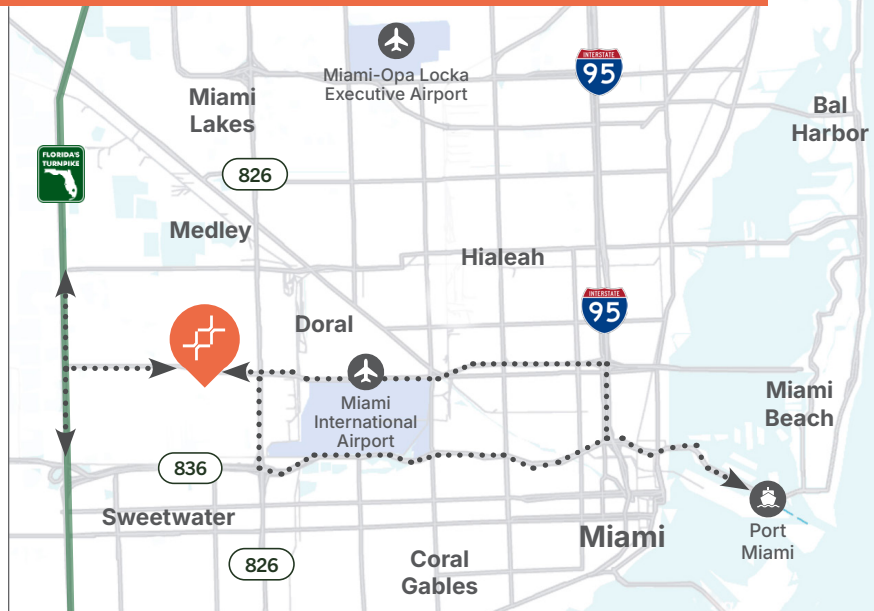 Miami-Opa Locka
Executive Airport
INTERSTATE
95
Miami
Lakes
Bal
Harbor
FLORIDA'S
TURNPIKE
826
Medley
Hialeah
INTERSTATE
95
Doral
Miami
International
Airport
Miami
Beach
836
Sweetwater
Miami
Port
Miami
826
Coral
Gables